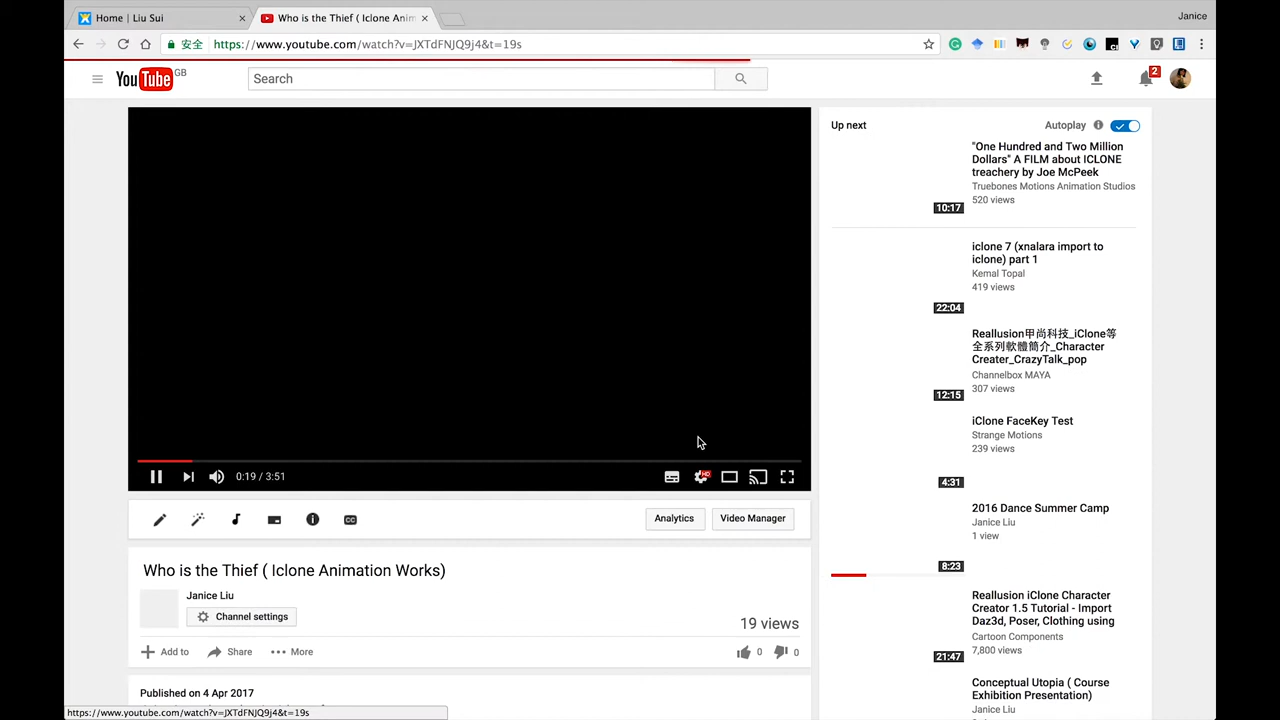 Home | Liu Sui
Who is the Thief ( Iclone Anim
Janice
安全
https://www.youtube.com/watch?v=JXTdFNJQ9j4&t=19s
YouTube GB
Search
2
Up next
Autoplay
"One Hundred and Two Million
Dollars" A FILM about ICLONE
treachery by Joe McPeek
Truebones Motions Animation Studios
520 views
10:17
iclone 7 (xnalara import to
iclone) part 1
Kemal Topal
419 views
22:04
Reallusion甲尚科技_iClone等
全系列軟體簡介_Character
Creater_CrazyTalk_pop
Channelbox MAYA
307 views
12:15
iClone FaceKey Test
Strange Motions
239 views
4:31
2016 Dance Summer Camp
Janice Liu
1 view
8:23
Reallusion iClone Character
Creator 1.5 Tutorial - Import
Daz3d, Poser, Clothing using
Cartoon Components
7,800 views
21:47
Conceptual Utopia ( Course
Exhibition Presentation)
Janice Liu
0:19 / 3:51
HD
CC
Analytics
Video Manager
Who is the Thief ( Iclone Animation Works)
Janice Liu
Channel settings
19 views
Add to
Share
More
0
0
Published on 4 Apr 2017
https://www.youtube.com/watch?v=JXTdFNJQ9j4&t=19s